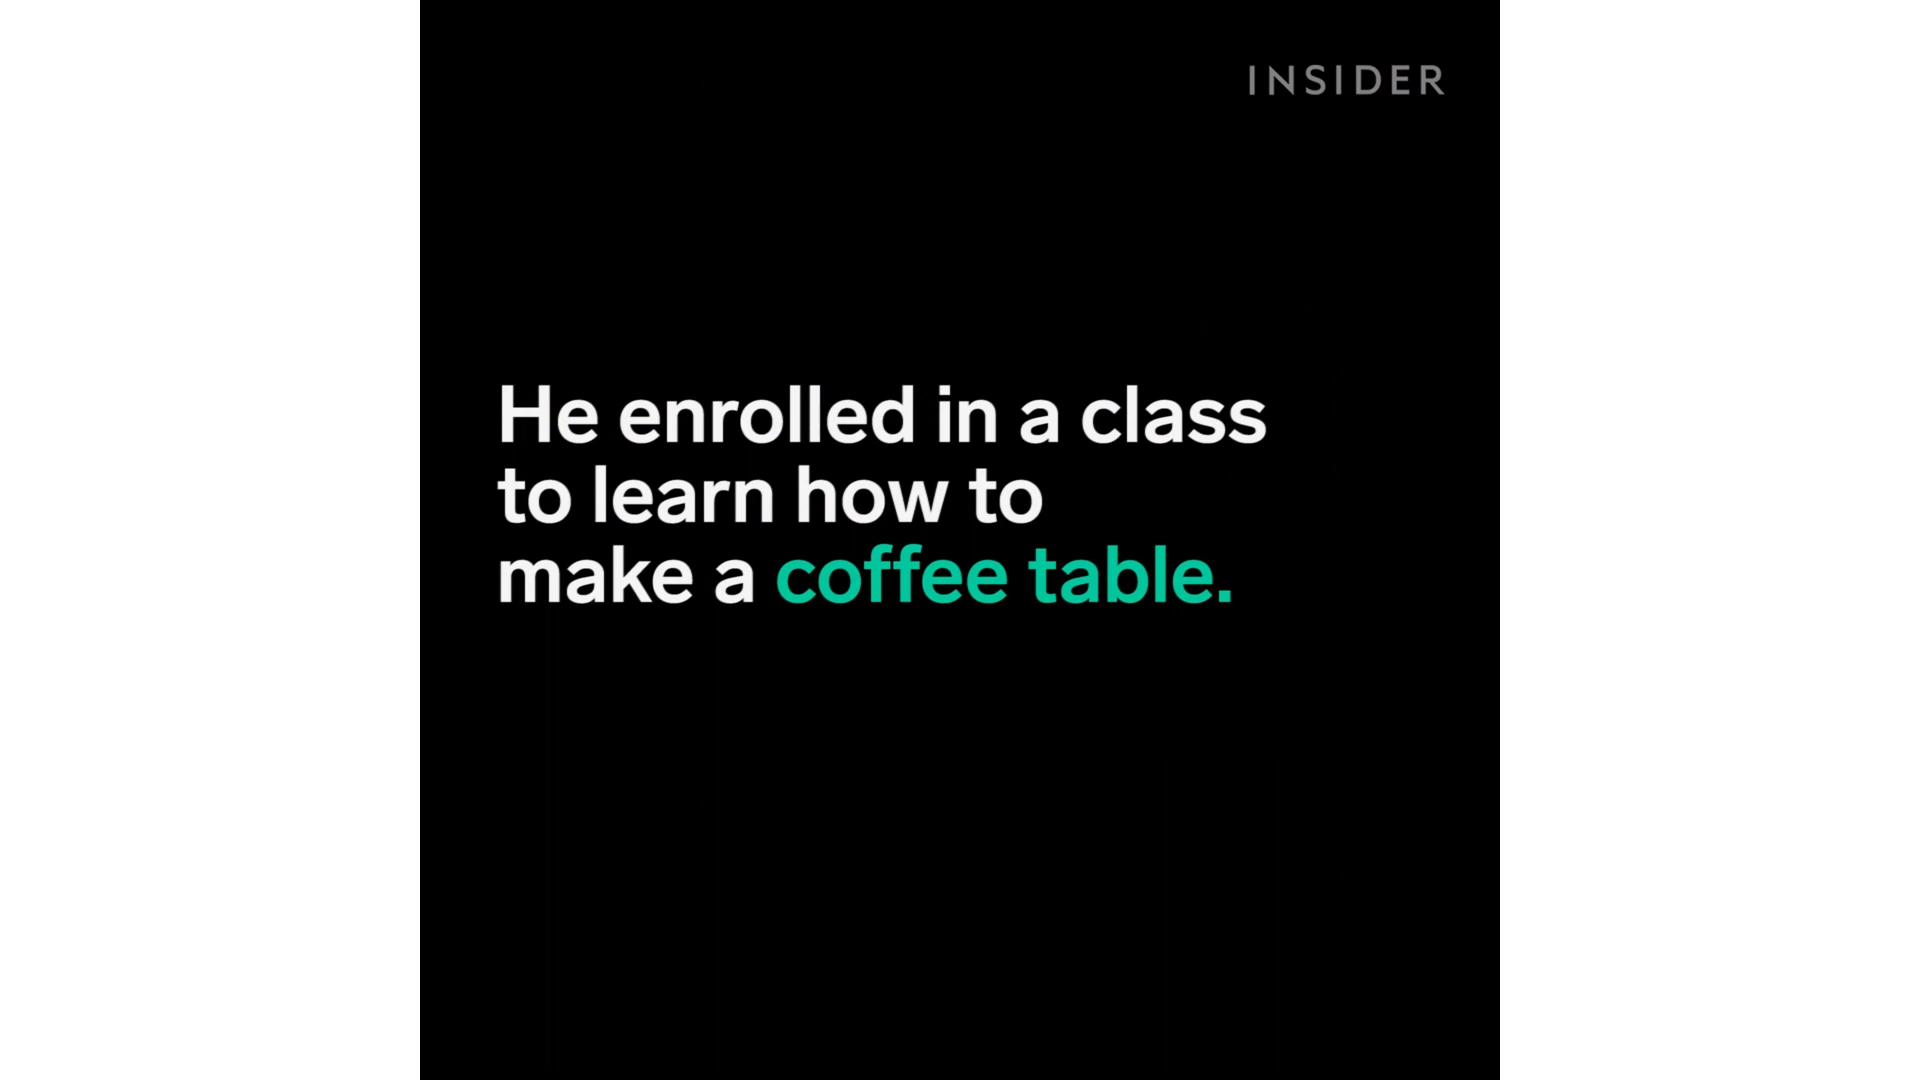 INSIDER
He enrolled in a class
to learn how to
make a coffee table.